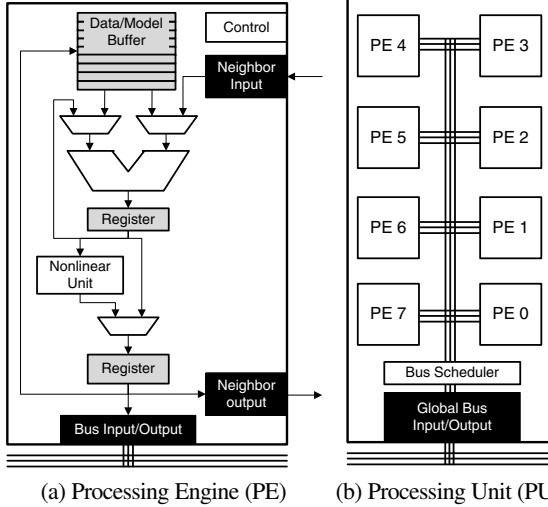 Data/Model
Buffer
Control
Neighbor
Input
Register
Nonlinear
Unit
Register
Neighbor
output
Bus Input/Output
(a) Processing Engine (PE)
PE 4
PE 3
PE 5
PE 2
PE 6
PE 1
PE 7
PE 0
Bus Scheduler
Global Bus
Input/Output
(b) Processing Unit (PU